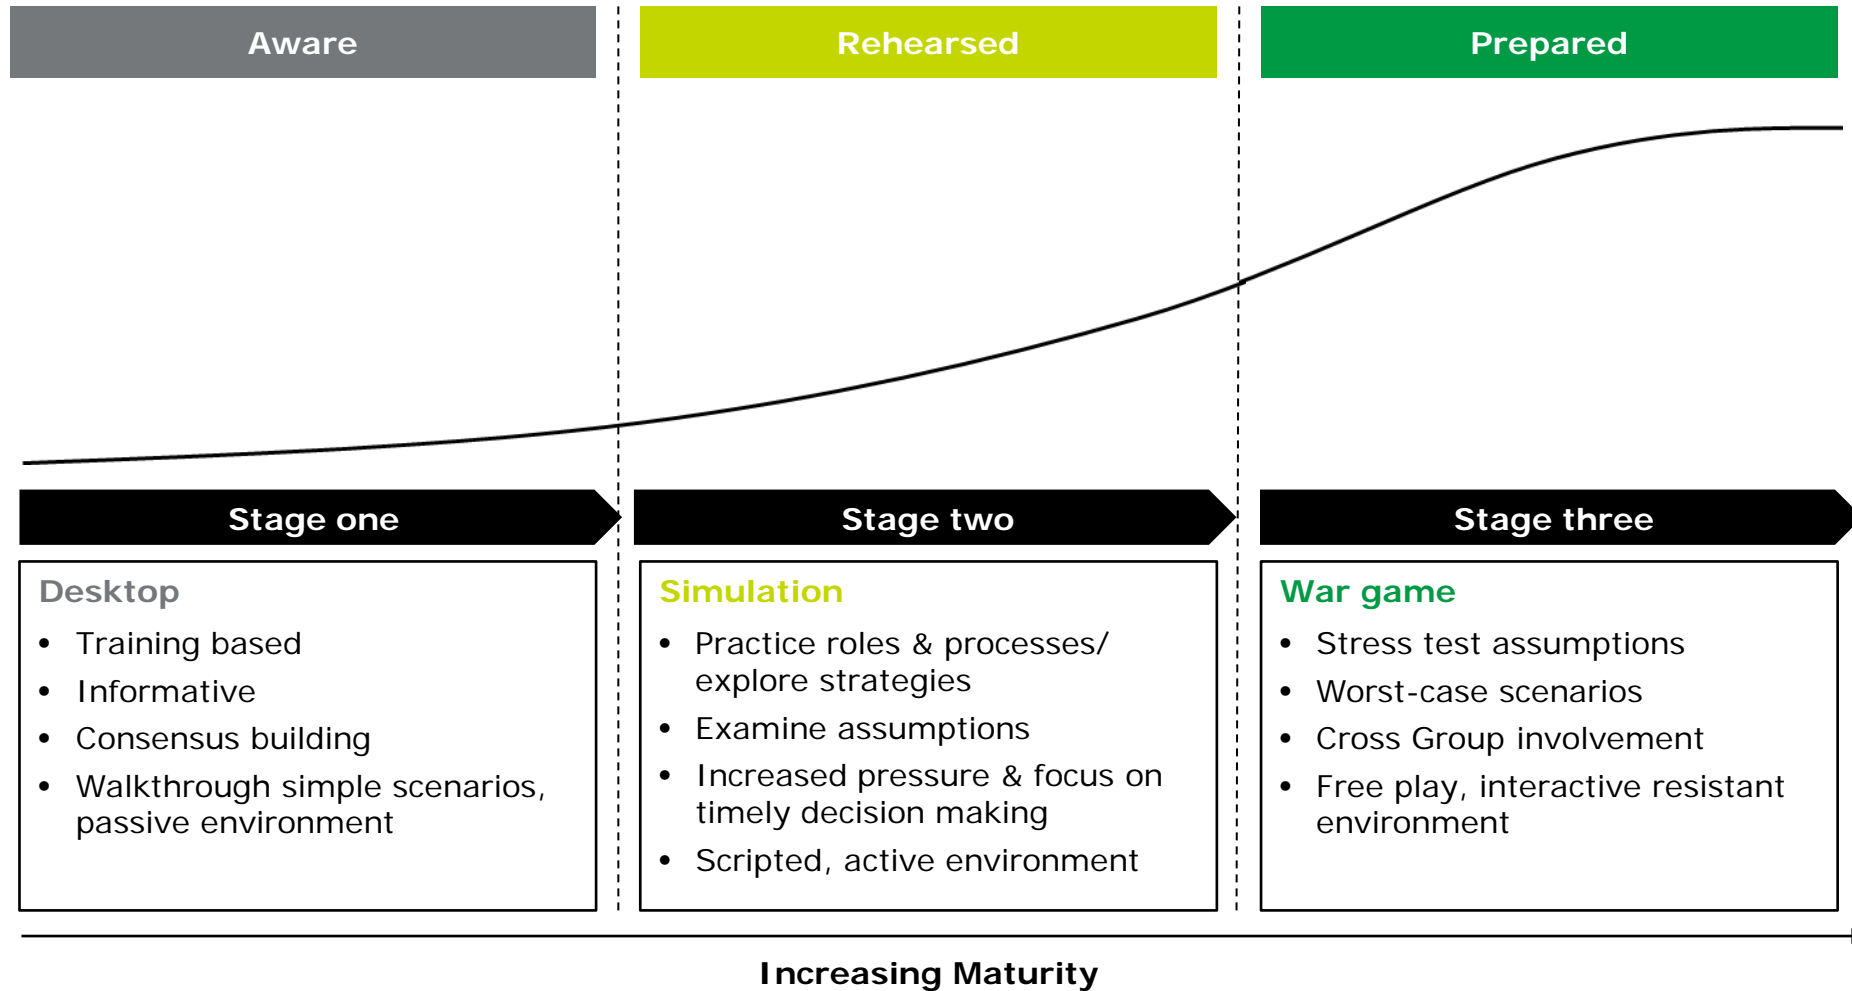 Aware
Rehearsed
Prepared
Stage one
Stage two
Stage three
Desktop
• Training based
• Informative
• Consensus building
• Walkthrough simple scenarios,
passive environment
Simulation
• Practice roles & processes/
explore strategies
• Examine assumptions
• Increased pressure & focus on
timely decision making
• Scripted, active environment
War game
• Stress test assumptions
• Worst-case scenarios
• Cross Group involvement
• Free play, interactive resistant
environment
Increasing Maturity